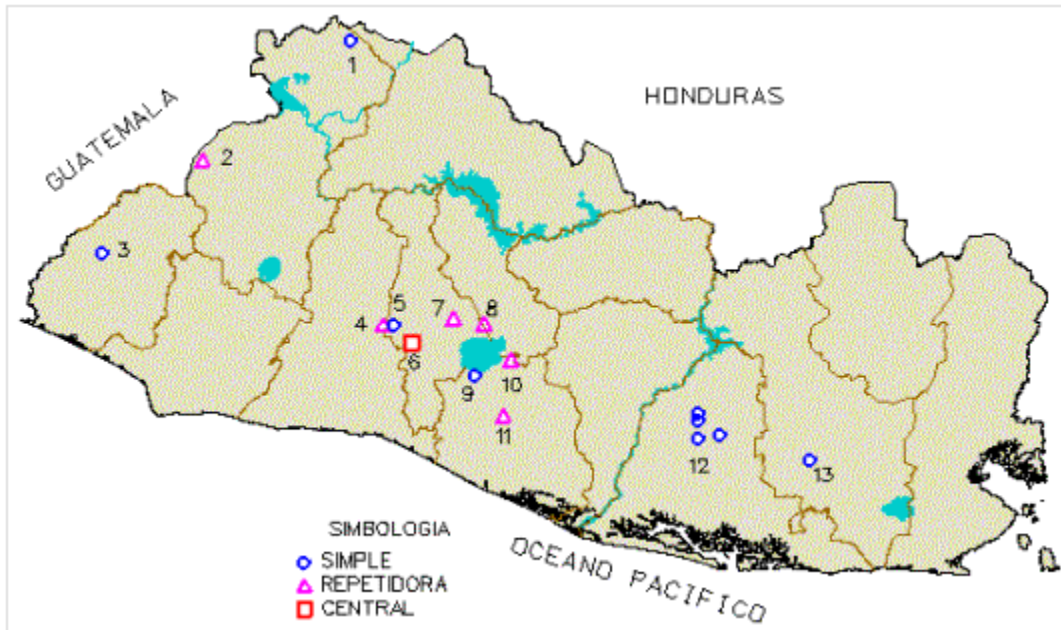 1
HONDURAS
GUATEMALA
2
3
4
5
7
8
6
9
10
11
12
13
SIMBOLOGIA
SIMPLE
REPETIDORA
CENTRAL
OCEANO PACIFICO